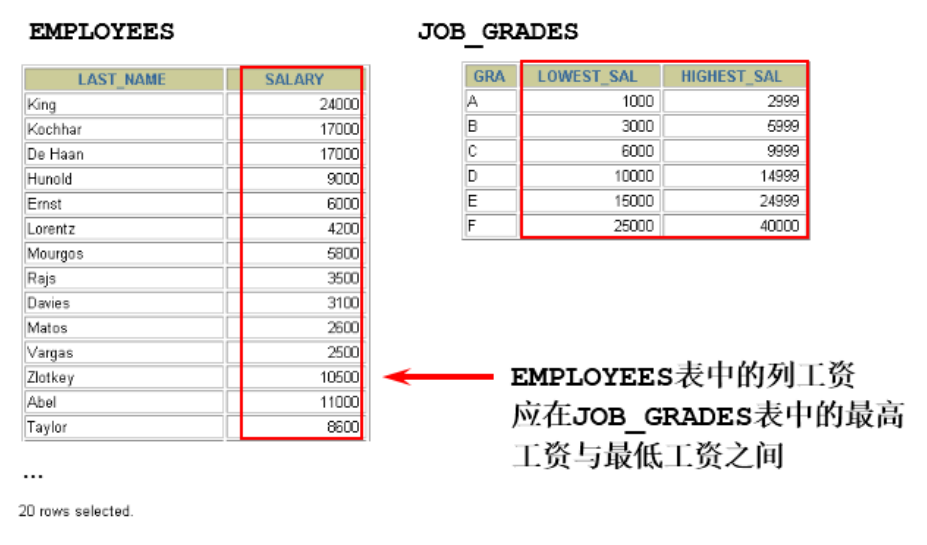 EMPLOYEES
JOB_GRADES
LAST_NAME SALARY
King 24000
Kochhar 17000
De Haan 17000
Hunold 9000
Ernst 6000
Lorentz 4200
Mourgos 5800
Rajs 3500
Davies 3100
Matos 2600
Vargas 2500
Zlotkey 10500
Abel 11000
Taylor 8600
...
20 rows selected.
GRA LOWEST_SAL HIGHEST_SAL
A 1000 2999
B 3000 5999
C 6000 9999
D 10000 14999
E 15000 24999
F 25000 40000
EMPLOYEES表中的列工资
应在JOB_GRADES表中的最高
工资与最低工资之间